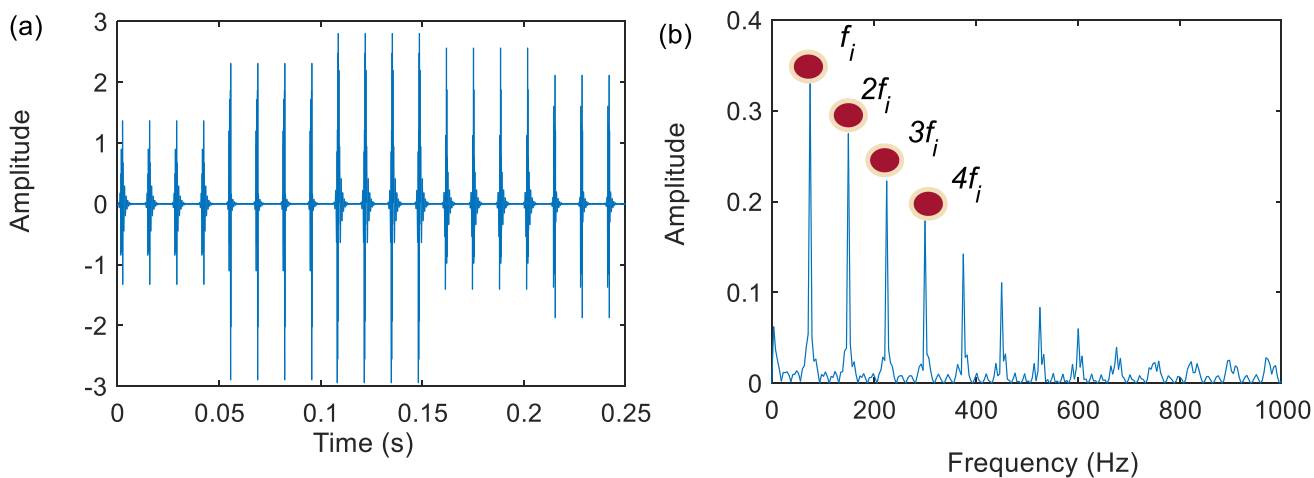 (a)
3
2
1
0
-1
-2
-3
Amplitude
0 0.05 0.1 0.15 0.2 0.25
Time (s)
(b)
0.4
0.3
0.2
0.1
0
Amplitude
f_i
2f_i
3f_i
4f_i
0 200 400 600 800 1000
Frequency (Hz)